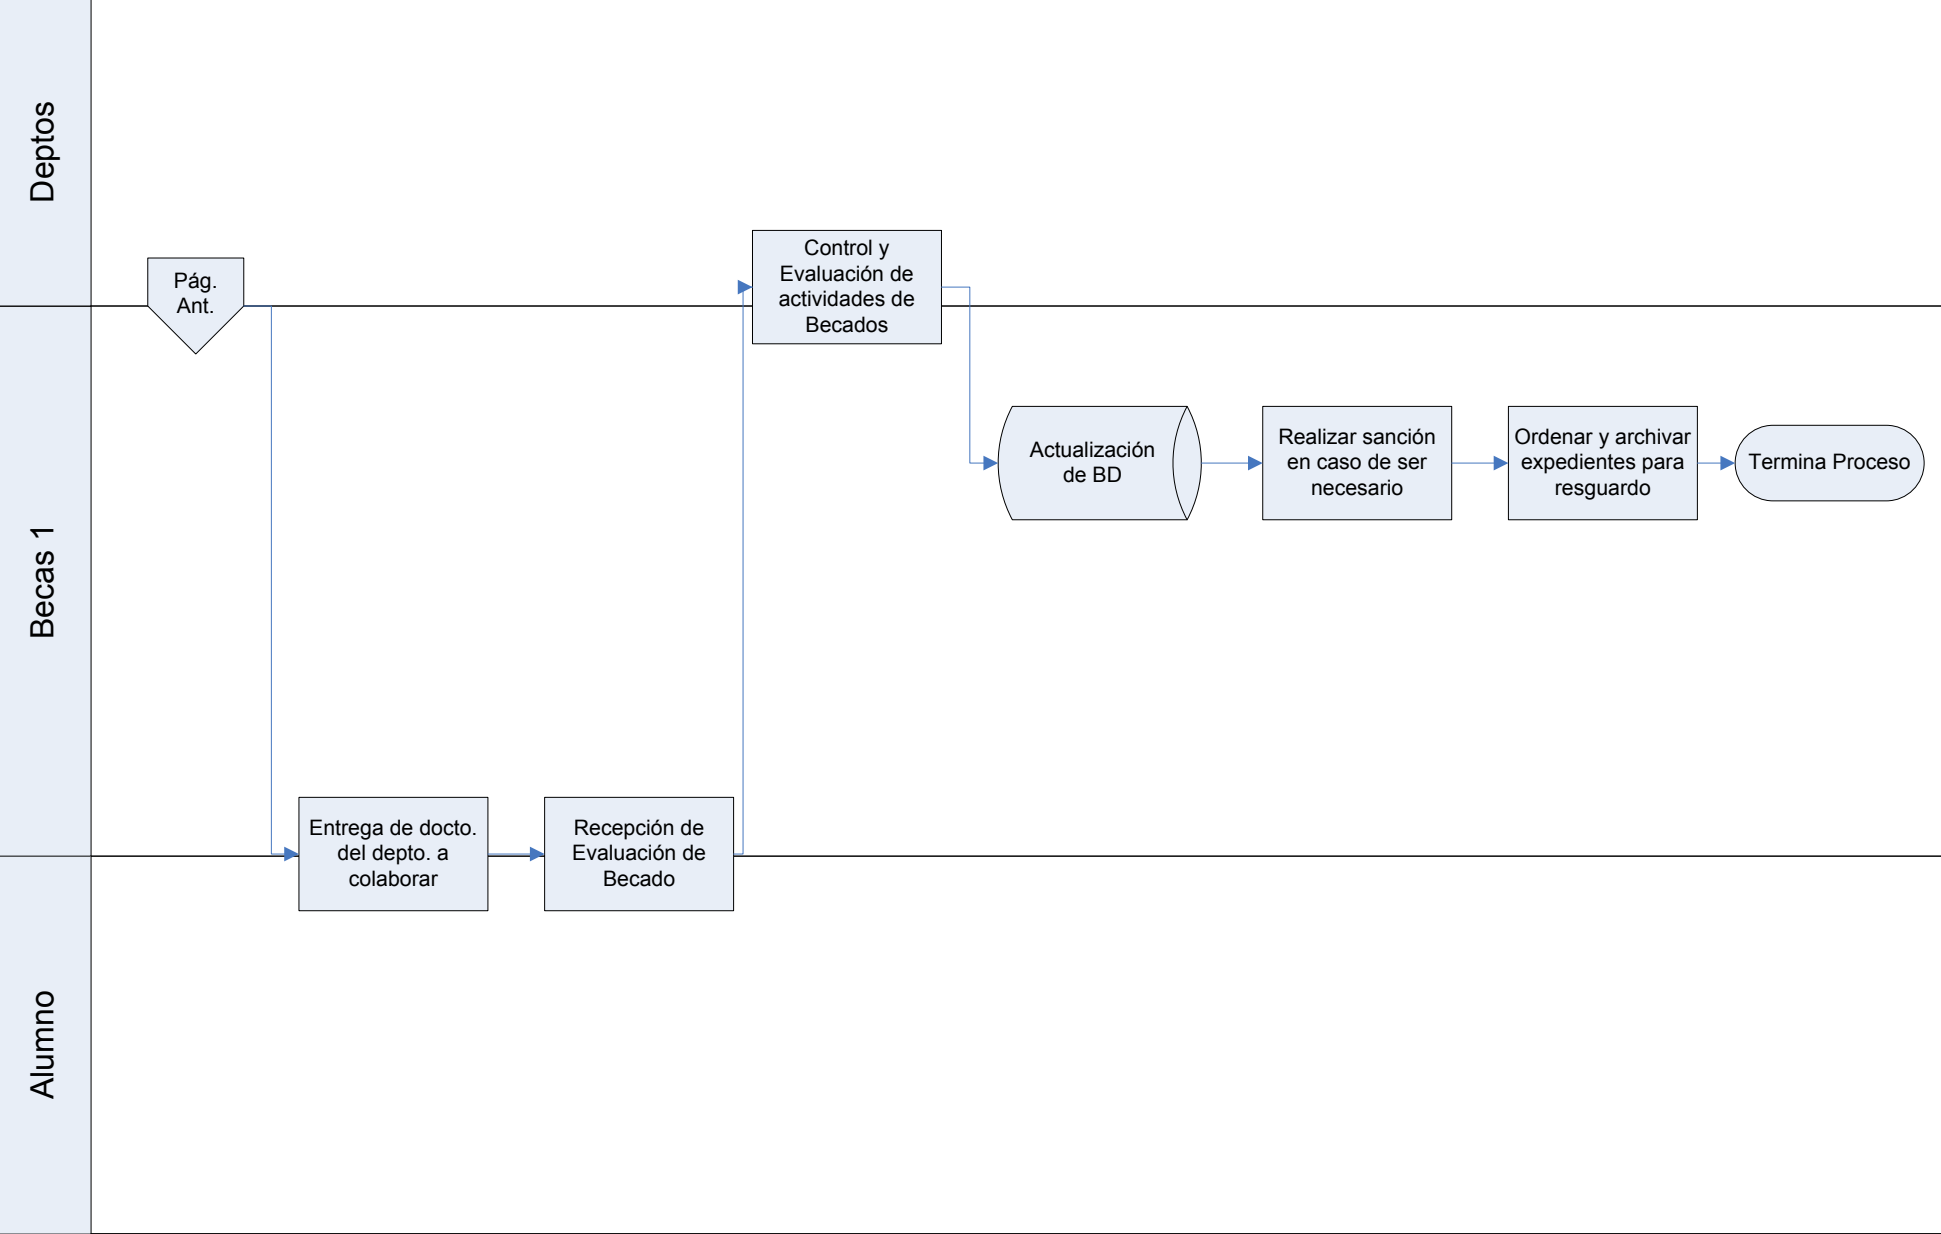 Deptos
Pág.
Ant.
Control y
Evaluación de
actividades de
Becados
Becas 1
Actualización
de BD
Realizar sanción
en caso de ser
necesario
Ordenar y archivar
expedientes para
resguardo
Termina Proceso
Entrega de docto.
del depto. a
colaborar
Recepción de
Evaluación de
Becado
Alumno